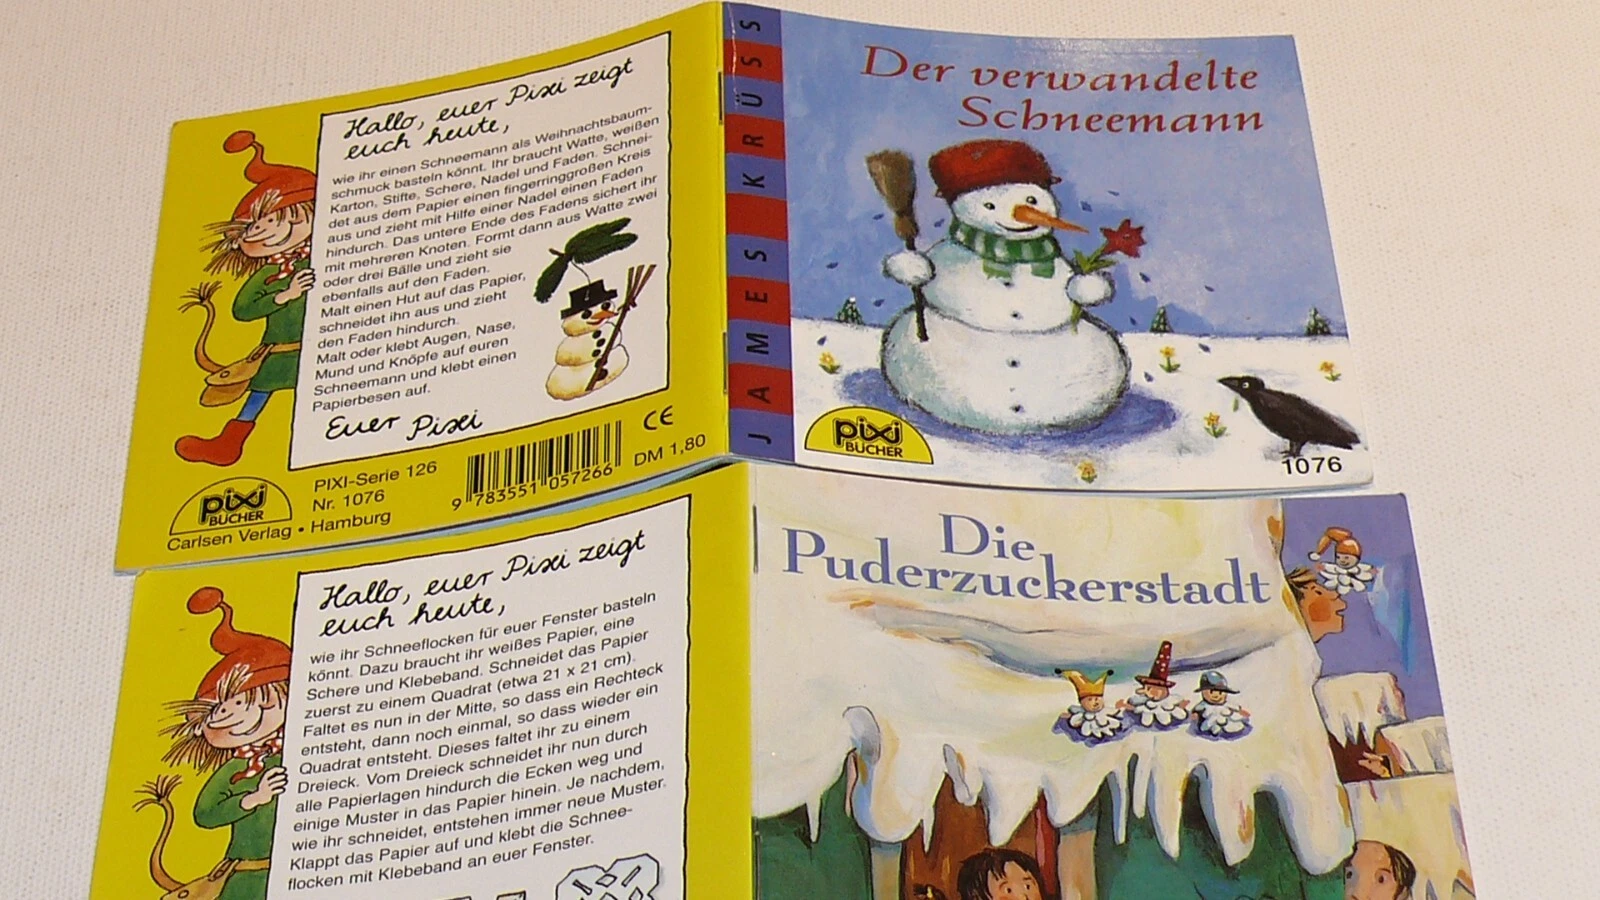 Hallo, euer Pixi zeigt
euch heute,
wie ihr einen Schneemann als Weihnachtsbaum-
schmuck basteln könnt. Ihr braucht Watte, weißen
Karton, Stifte, Schere, Nadel und Faden. Schnei-
det aus dem Papier einen fingerringgroßen Kreis
aus und zieht mit Hilfe einer Nadel einen Faden
hindurch. Das untere Ende des Fadens sichert ihr
mit mehreren Knoten. Formt dann aus Watte zwei
oder drei Bälle und zieht sie
ebenfalls auf den Faden.
Malt einen Hut auf das Papier,
schneidet ihn aus und zieht
den Faden hindurch.
Malt oder klebt Augen, Nase,
Mund und Knöpfe auf euren
Schneemann und klebt einen
Papierbesen auf.
Euer Pixi
pixi
BÜCHER
PIXI-Serie 126
Nr. 1076
Carlsen Verlag • Hamburg
9 783551 057266
CE
DM 1,80
JAMES KRÜSS
Der verwandelte
Schneemann
pixi
BÜCHER
1076
Hallo, euer Pixi zeigt
euch heute,
wie ihr Schneeflocken für euer Fenster basteln
könnt. Dazu braucht ihr weißes Papier, eine
Schere und Klebeband. Schneidet das Papier
zuerst zu einem Quadrat (etwa 21 x 21 cm).
Faltet es nun in der Mitte, so dass ein Rechteck
entsteht, dann noch einmal, so dass wieder ein
Quadrat entsteht. Dieses faltet ihr zu einem
Dreieck. Vom Dreieck schneidet ihr nun durch
alle Papierlagen hindurch die Ecken weg und
einige Muster in das Papier hinein. Je nachdem,
wie ihr schneidet, entstehen immer neue Muster.
Klappt das Papier auf und klebt die Schnee-
flocken mit Klebeband an euer Fenster.
Die
Puderzuckerstadt